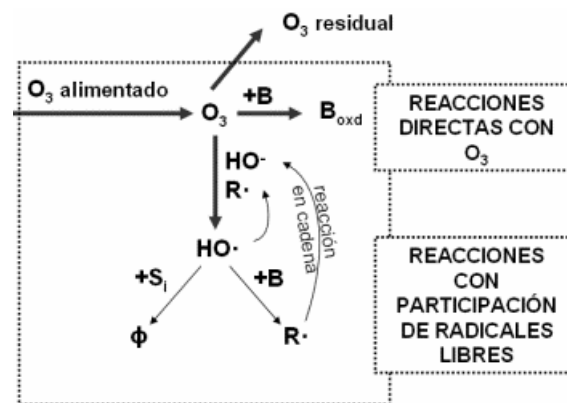 O₃ residual
O₃ alimentado
O₃
+B
B_oxd
REACCIONES
DIRECTAS CON
O₃
HO⁻
R·
reacción
en cadena
HO·
+Sᵢ
+B
ϕ
R·
REACCIONES
CON
PARTICIPACIÓN
DE RADICALES
LIBRES